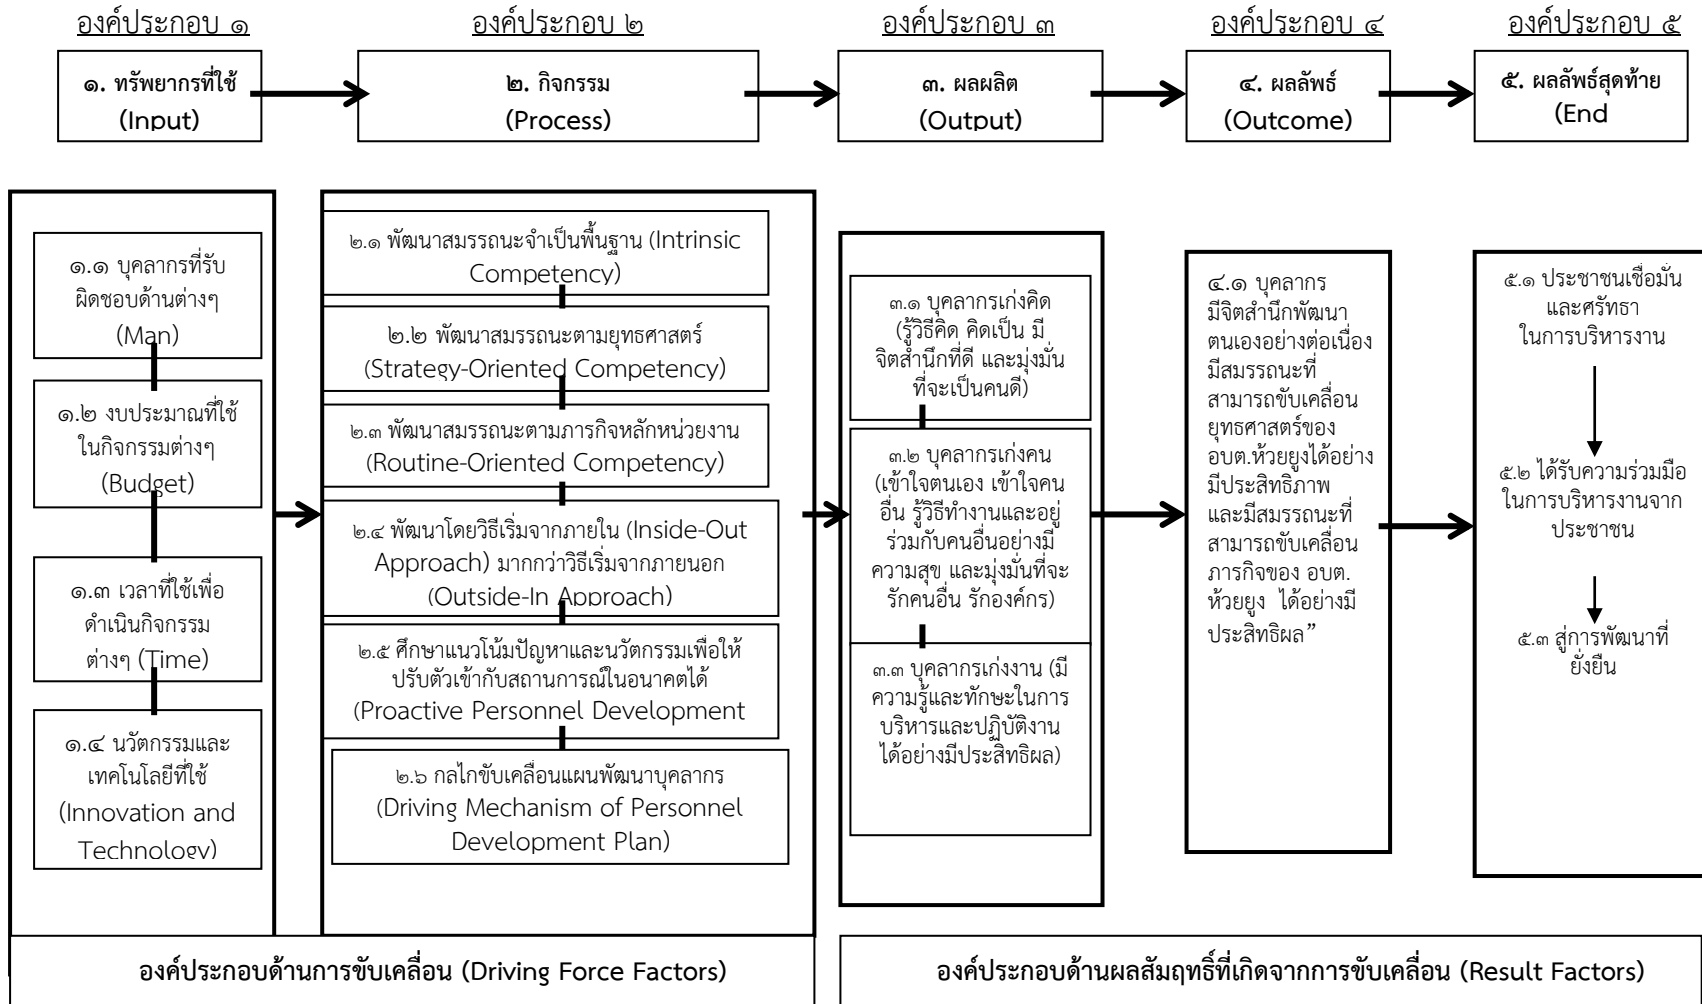 องค์ประกอบ ๑
องค์ประกอบ ๒
องค์ประกอบ ๓
องค์ประกอบ ๔
องค์ประกอบ ๕
๑. ทรัพยากรที่ใช้
(Input)
๒. กิจกรรม
(Process)
๓. ผลผลิต
(Output)
๔. ผลลัพธ์
(Outcome)
๕. ผลลัพธ์สุดท้าย
(End
๑.๑ บุคลากรที่รับ
ผิดชอบด้านต่างๆ
(Man)
๑.๒ งบประมาณที่ใช้
ในกิจกรรมต่างๆ
(Budget)
๑.๓ เวลาที่ใช้เพื่อ
ดำเนินกิจกรรม
ต่างๆ (Time)
๑.๔ นวัตกรรมและ
เทคโนโลยีที่ใช้
(Innovation and
Technology)
๒.๑ พัฒนาสมรรถนะจำเป็นพื้นฐาน (Intrinsic
Competency)
๒.๒ พัฒนาสมรรถนะตามยุทธศาสตร์
(Strategy-Oriented Competency)
๒.๓ พัฒนาสมรรถนะตามภารกิจหลักหน่วยงาน
(Routine-Oriented Competency)
๒.๔ พัฒนาโดยวิธีเริ่มจากภายใน (Inside-Out
Approach) มากกว่าวิธีเริ่มจากภายนอก
(Outside-In Approach)
๒.๕ ศึกษาแนวโน้มปัญหาและนวัตกรรมเพื่อให้
ปรับตัวเข้ากับสถานการณ์ในอนาคตได้
(Proactive Personnel Development
๒.๖ กลไกขับเคลื่อนแผนพัฒนาบุคลากร
(Driving Mechanism of Personnel
Development Plan)
๓.๑ บุคลากรเก่งคิด
(รู้วิธีคิด คิดเป็น มี
จิตสำนึกที่ดี และมุ่งมั่น
ที่จะเป็นคนดี)
๓.๒ บุคลากรเก่งคน
(เข้าใจตนเอง เข้าใจคน
อื่น รู้วิธีทำงานและอยู่
ร่วมกับคนอื่นอย่างมี
ความสุข และมุ่งมั่นที่จะ
รักคนอื่น รักองค์กร)
๓.๓ บุคลากรเก่งงาน (มี
ความรู้และทักษะในการ
บริหารและปฏิบัติงาน
ได้อย่างมีประสิทธิผล)
๔.๑ บุคลากร
มีจิตสำนึกพัฒนา
ตนเองอย่างต่อเนื่อง
มีสมรรถนะที่
สามารถขับเคลื่อน
ยุทธศาสตร์ของ
อบต.ห้วยยูงได้อย่าง
มีประสิทธิภาพ
และมีสมรรถนะที่
สามารถขับเคลื่อน
ภารกิจของ อบต.
ห้วยยูง ได้อย่างมี
ประสิทธิผล”
๕.๑ ประชาชนเชื่อมั่น
และศรัทธา
ในการบริหารงาน
๕.๒ ได้รับความร่วมมือ
ในการบริหารงานจาก
ประชาชน
๕.๓ สู่การพัฒนาที่
ยั่งยืน
องค์ประกอบด้านการขับเคลื่อน (Driving Force Factors)
องค์ประกอบด้านผลสัมฤทธิ์ที่เกิดจากการขับเคลื่อน (Result Factors)